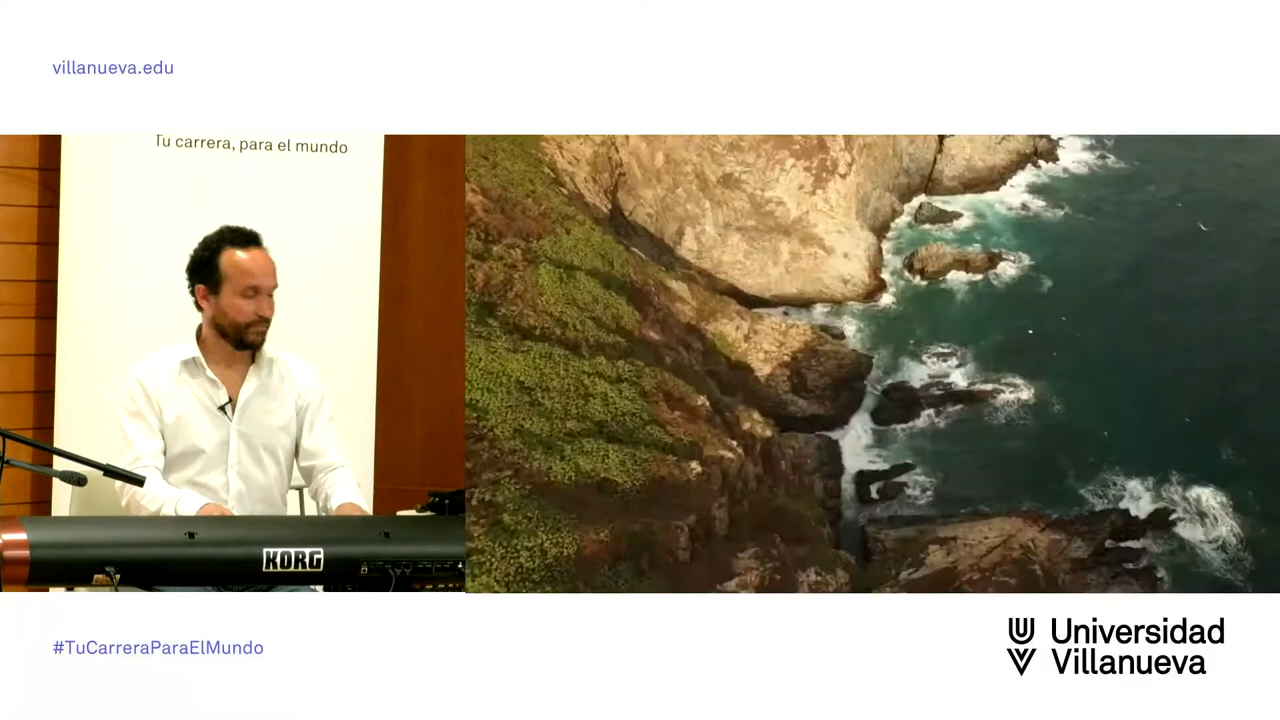 villanueva.edu
Tu carrera, para el mundo
KORG
#TuCarreraParaElMundo
Universidad
Villanueva